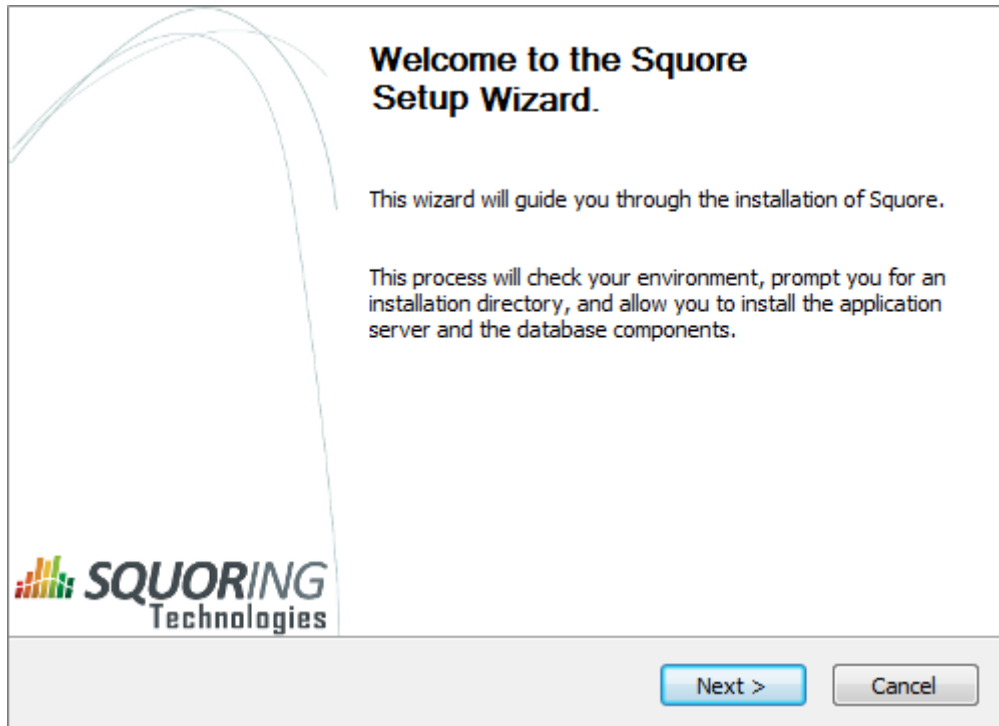 Welcome to the Squore
Setup Wizard.
This wizard will guide you through the installation of Squore.
This process will check your environment, prompt you for an
installation directory, and allow you to install the application
server and the database components.
SQUORING
Technologies
Next >
Cancel